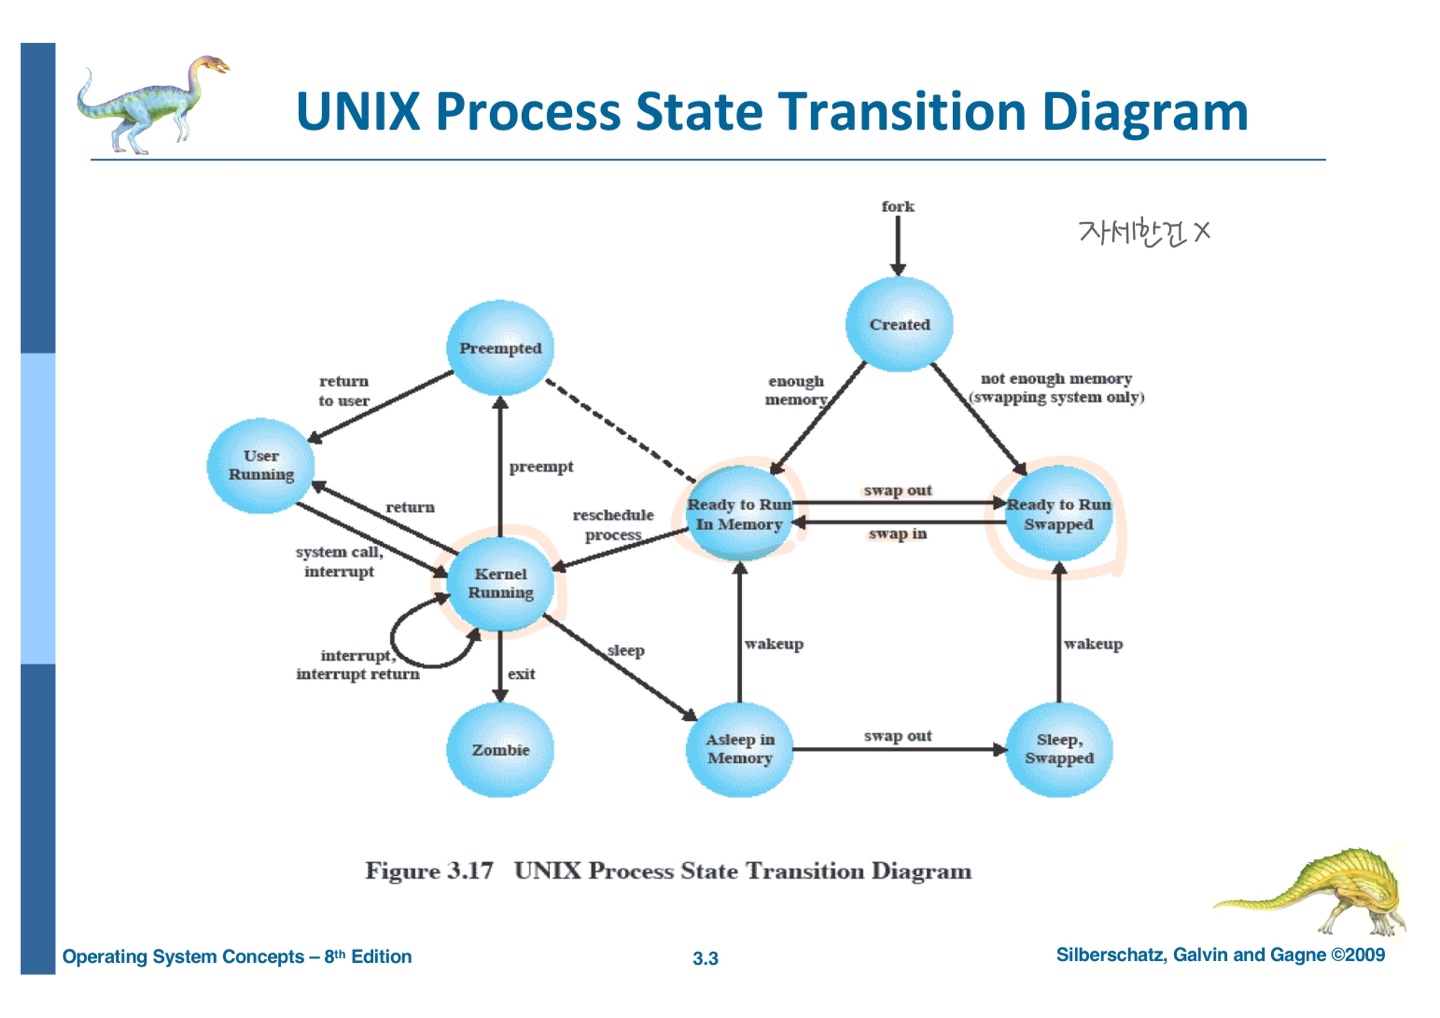 UNIX Process State Transition Diagram
fork
자세한건 X
Created
Preempted
return
to user
enough
memory
not enough memory
(swapping system only)
User
Running
preempt
return
reschedule
process
Ready to Run
In Memory
swap out
swap in
Ready to Run
Swapped
system call,
interrupt
Kernel
Running
interrupt,
interrupt return
sleep
exit
wakeup
wakeup
Zombie
Asleep in
Memory
swap out
Sleep,
Swapped
Figure 3.17 UNIX Process State Transition Diagram
Operating System Concepts – 8th Edition
3.3
Silberschatz, Galvin and Gagne ©2009